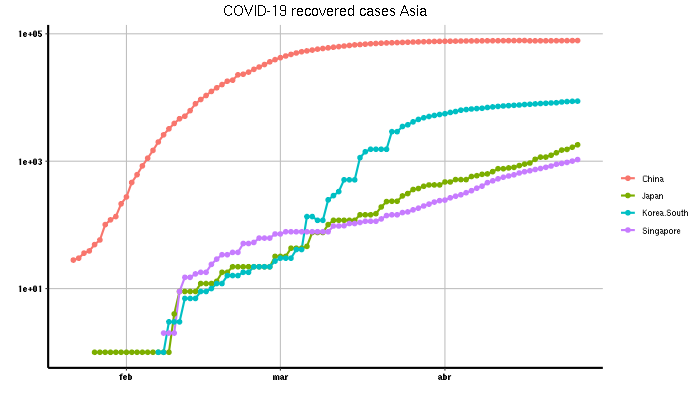 COVID-19 recovered cases Asia
1e+05
1e+03
1e+01
feb
mar
abr
China
Japan
Korea.South
Singapore